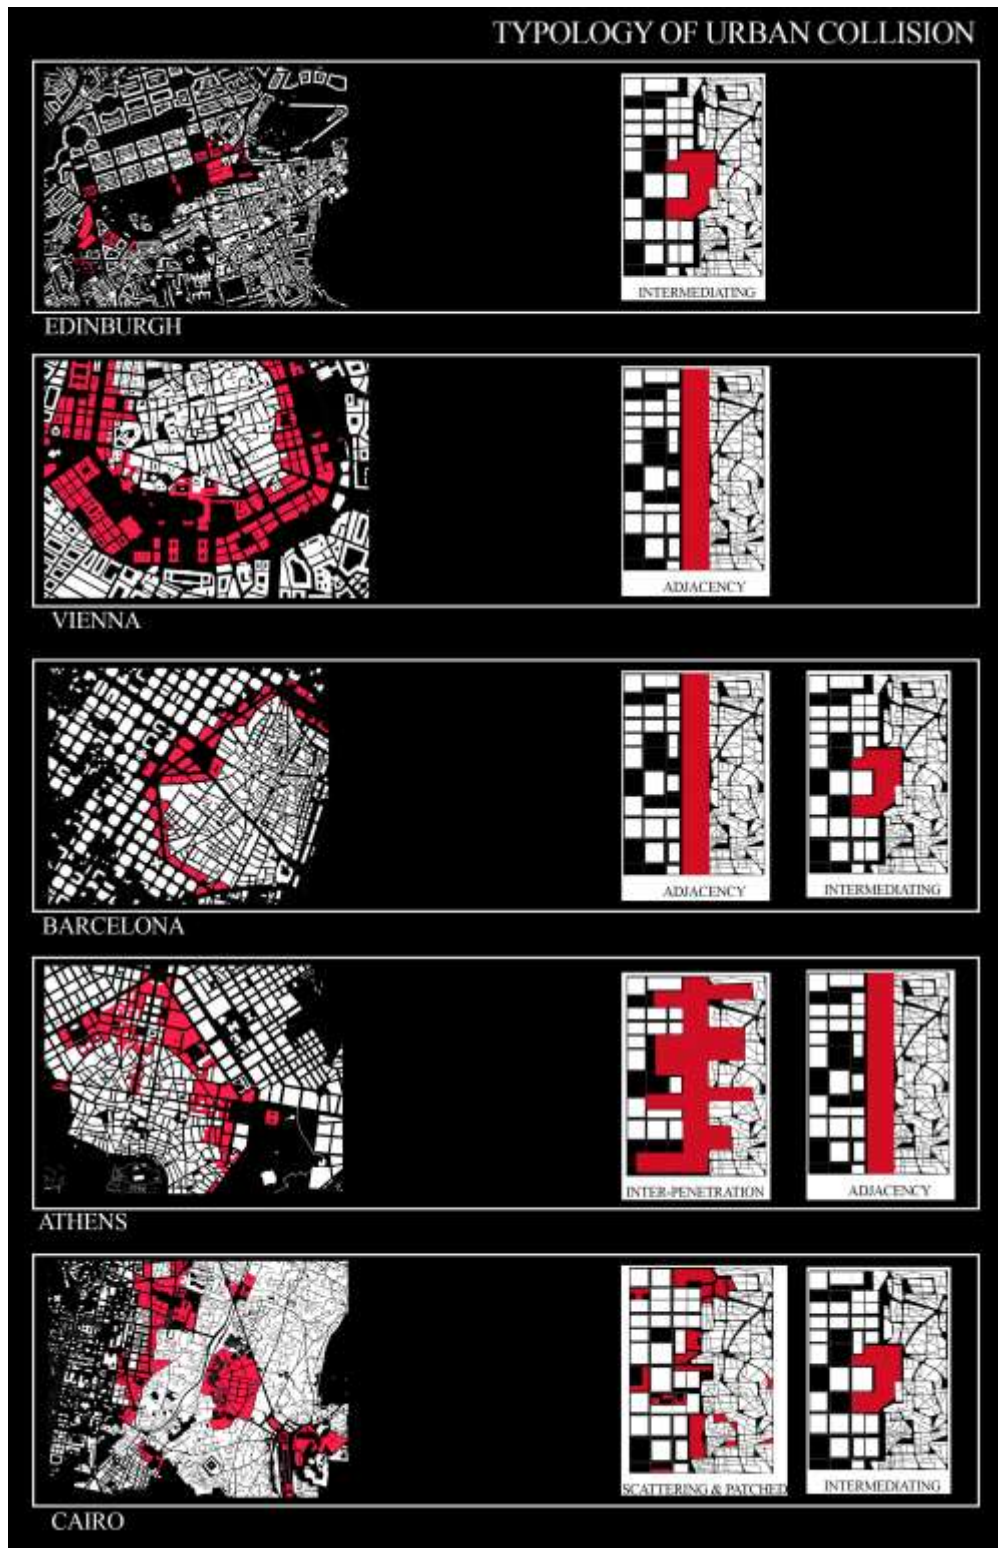 TYPOLOGY OF URBAN COLLISION
INTERMEDIATING
EDINBURGH
ADJACENCY
VIENNA
ADJACENCY
INTERMEDIATING
BARCELONA
INTER-PENETRATION
ADJACENCY
ATHENS
SCATTERING & PATCHED
INTERMEDIATING
CAIRO